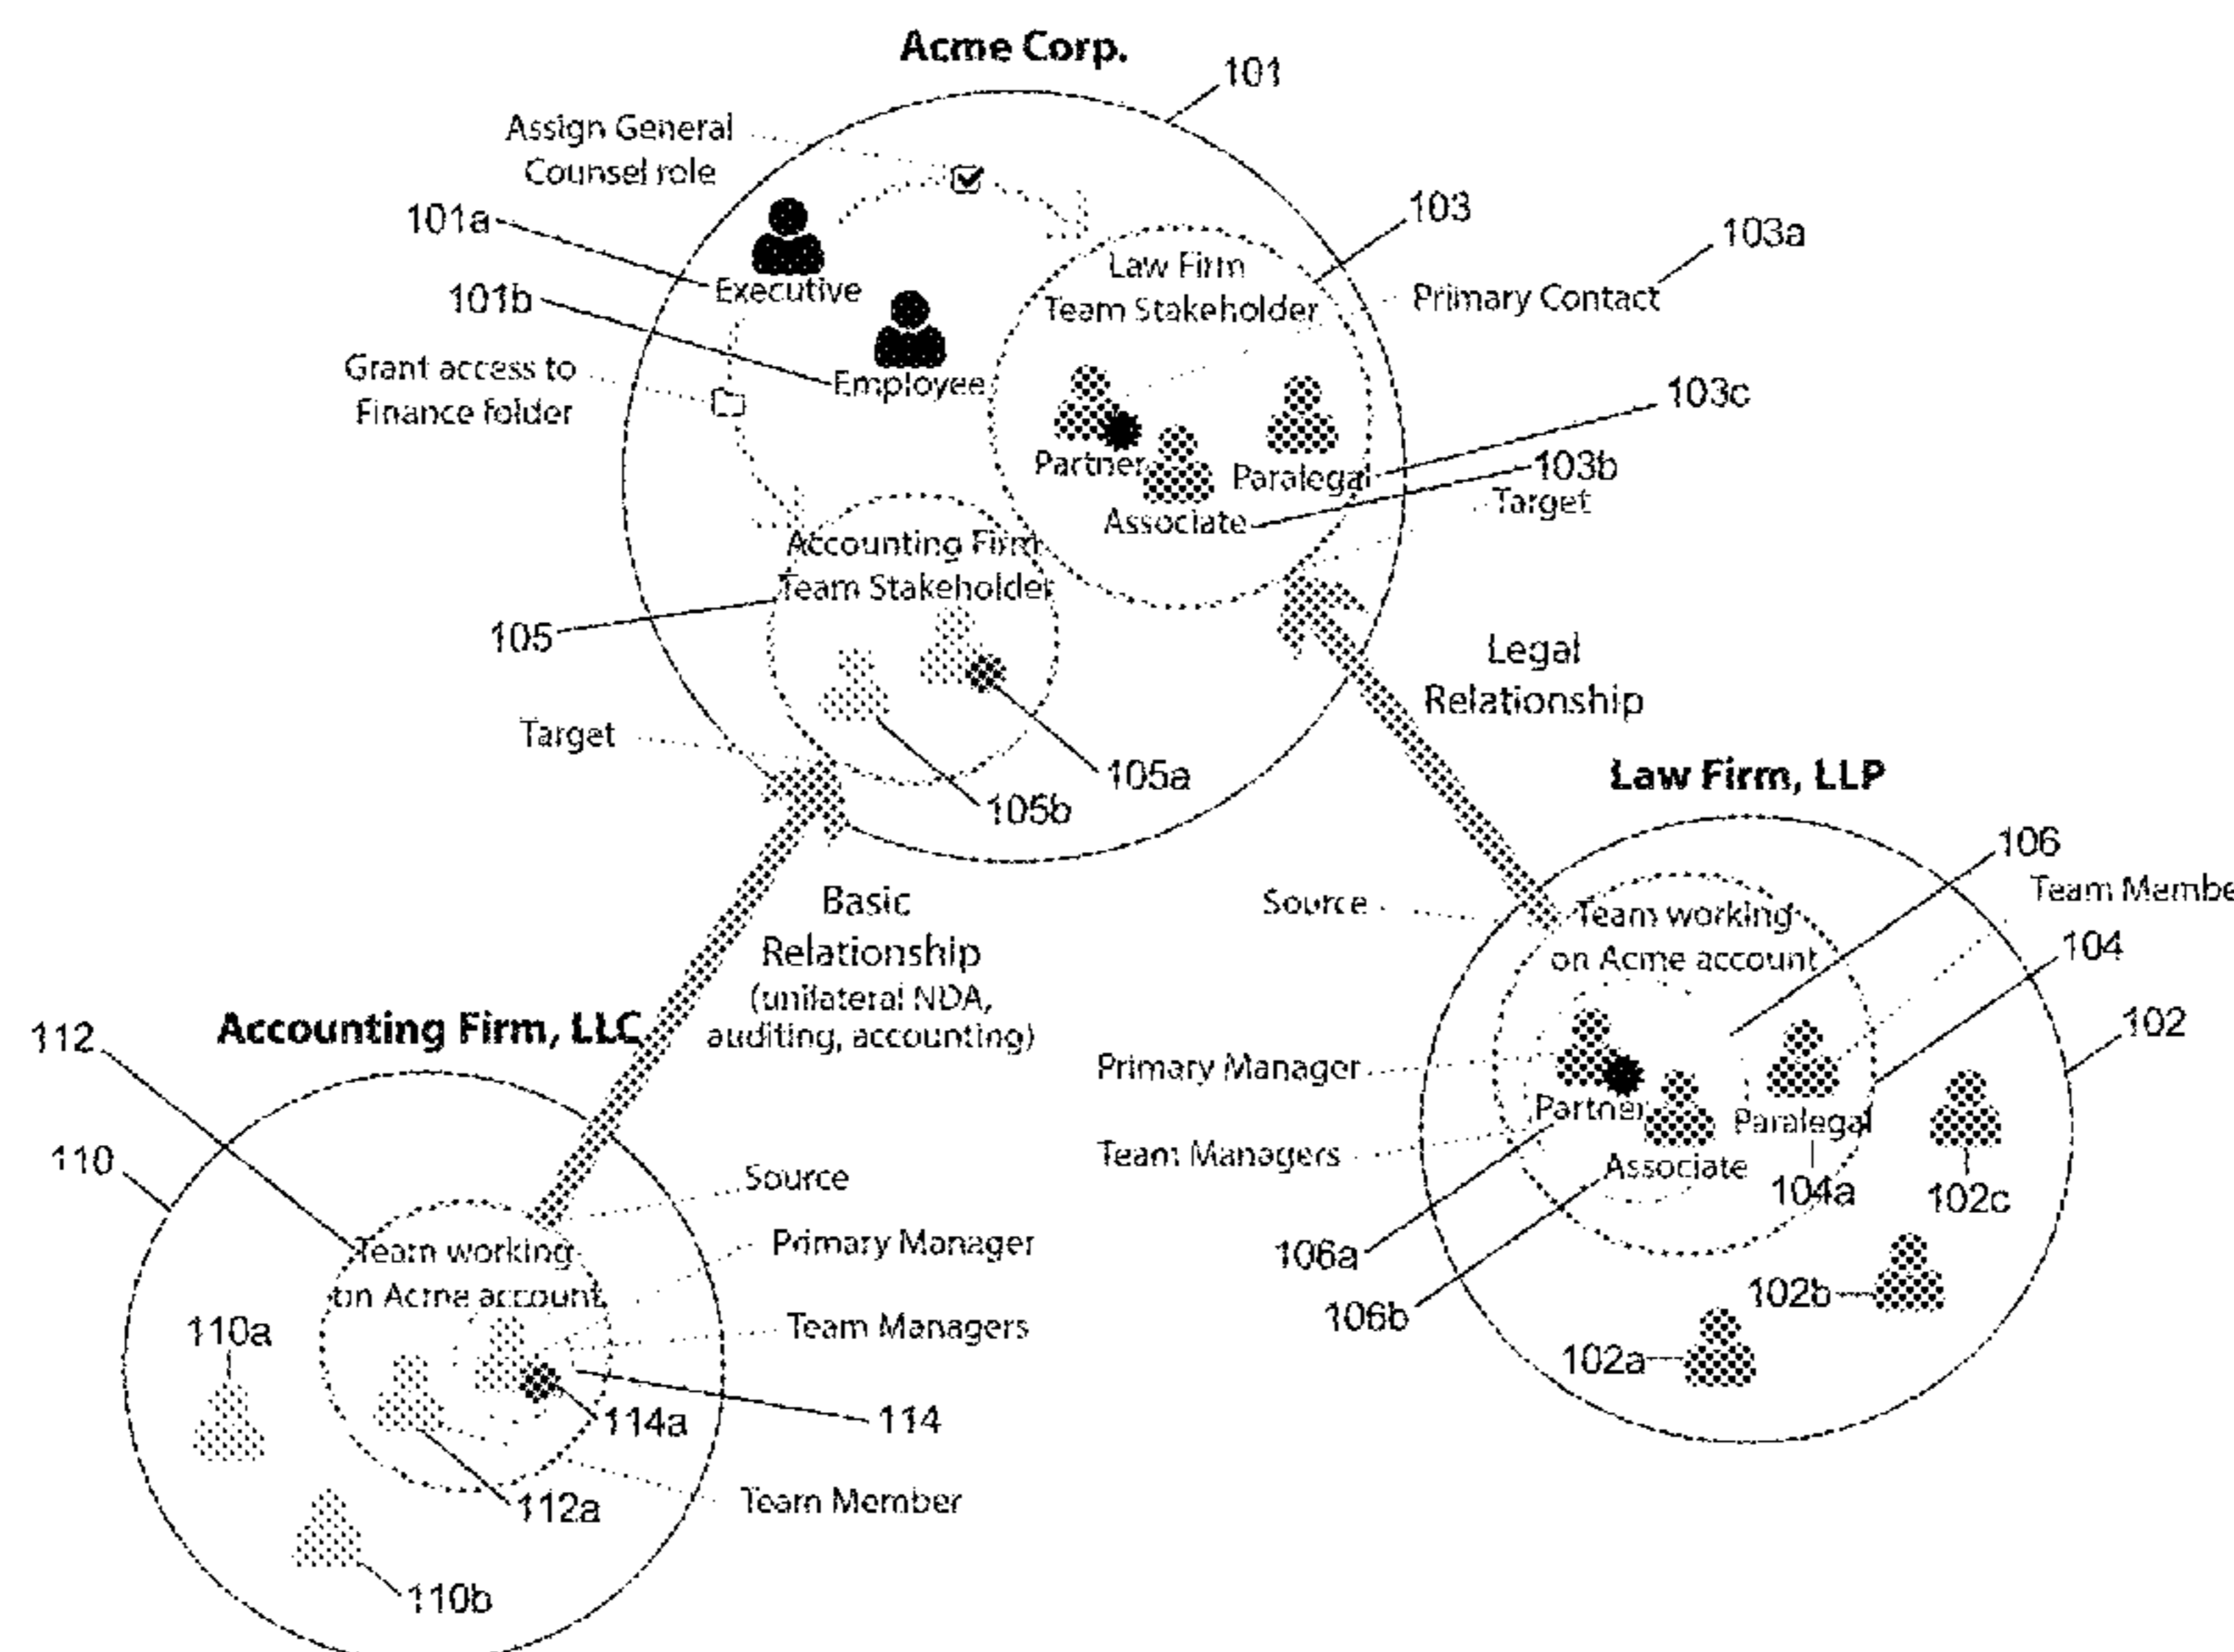 Acme Corp.
101
Assign General
Counsel role
101a
Executive
101b
Employee
Grant access to
Finance folder
103
103a
Law Firm
Team Stakeholder
Primary Contact
103c
103b
Partner
Paralegal
Associate
Target
Accounting Firm
Team Stakeholder
105
105a
105b
Target
Legal
Relationship
Law Firm, LLP
106
Team Membe
104
102
Source
Team working
on Acme account
Primary Manager
Partner
Paralegal
Team Managers
Associate
104a
102c
106a
106b
102b
102a
Basic
Relationship
(unilateral NDA,
auditing, accounting)
Accounting Firm, LLC
112
110
Source
Team working
on Acme account
Primary Manager
Team Managers
110a
114a
114
112a
Team Member
110b